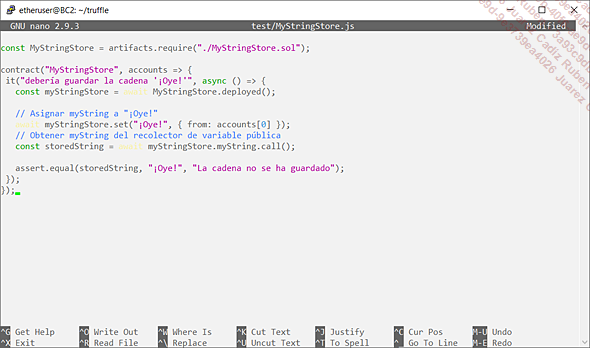 etheruser@BC2: ~/truffle
GNU nano 2.9.3 test/MyStringStore.js Modified
const MyStringStore = artifacts.require("./MyStringStore.sol");
contract("MyStringStore", accounts => {
it("debería guardar la cadena '¡Oye!'", async () => {
const myStringStore = await MyStringStore.deployed();
// Asignar myString a "¡Oye!"
await myStringStore.set("¡Oye!", { from: accounts[0] });
// Obtener myString del recolector de variable pública
const storedString = await myStringStore.myString.call();
assert.equal(storedString, "¡Oye!", "La cadena no se ha guardado");
});
});
^G Get Help ^O Write Out ^W Where Is ^K Cut Text ^J Justify ^C Cur Pos M-U Undo
^X Exit ^R Read File ^\ Replace ^U Uncut Text ^T To Spell ^_ Go To Line M-E Redo
Juarez Cadiz Ruben